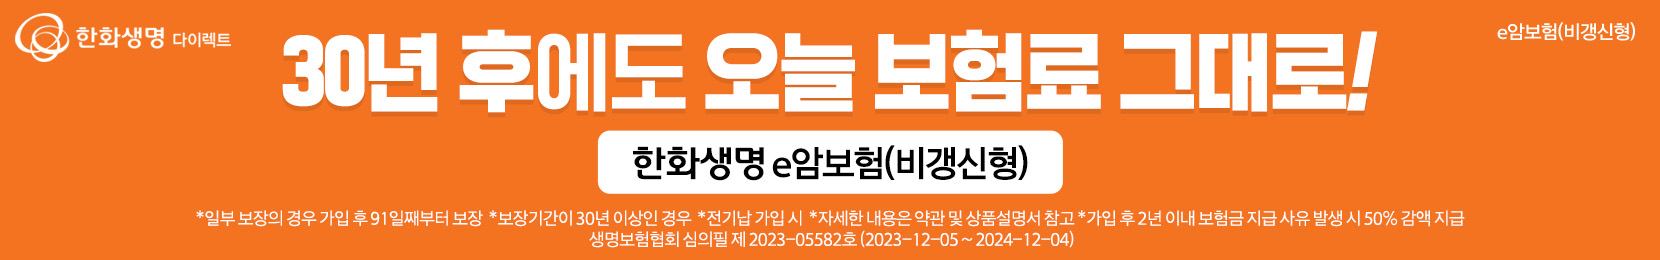 한화생명 다이렉트
e암보험(비갱신형)
30년 후에도 오늘 보험료 그대로!
한화생명 e암보험(비갱신형)
*일부 보장의 경우 가입 후 91일째부터 보장 *보장기간이 30년 이상인 경우 *전기납 가입 시 *자세한 내용은 약관 및 상품설명서 참고 *가입 후 2년 이내 보험금 지급 사유 발생 시 50% 감액 지급
생명보험협회 심의필 제 2023-05582호 (2023-12-05 ~ 2024-12-04)